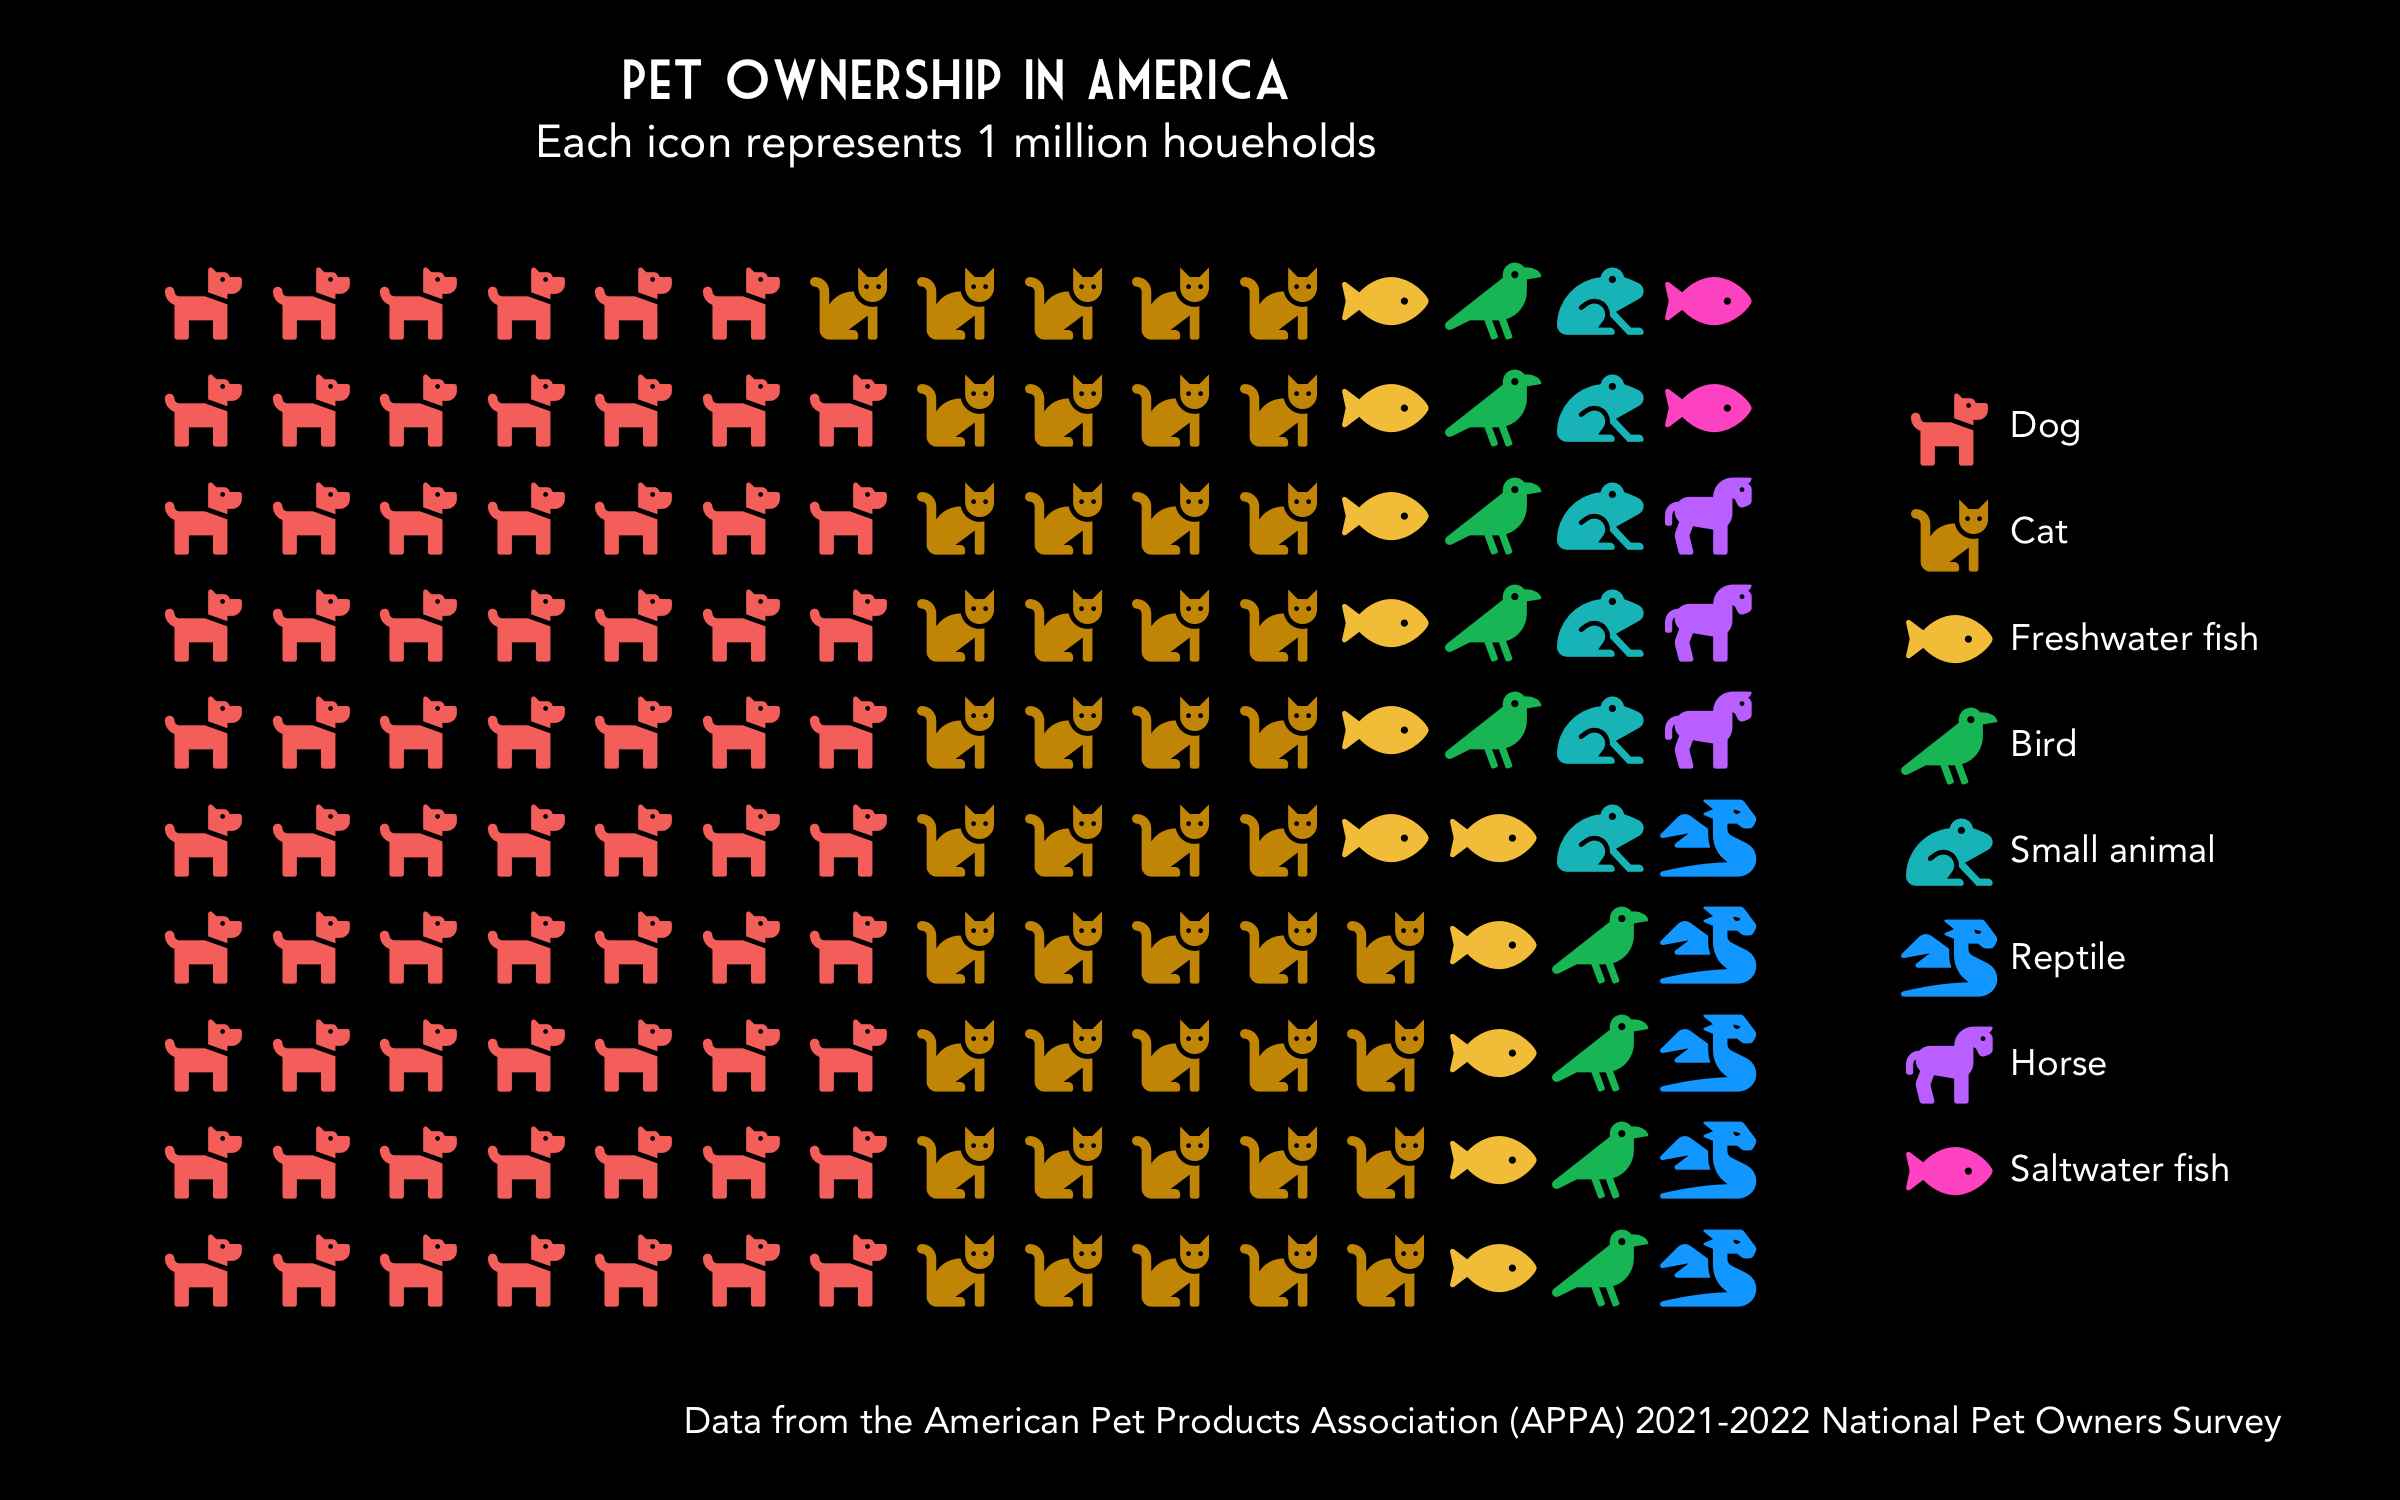 PET OWNERSHIP IN AMERICA
Each icon represents 1 million houeholds
Dog
Cat
Freshwater fish
Bird
Small animal
Reptile
Horse
Saltwater fish
Data from the American Pet Products Association (APPA) 2021-2022 National Pet Owners Survey